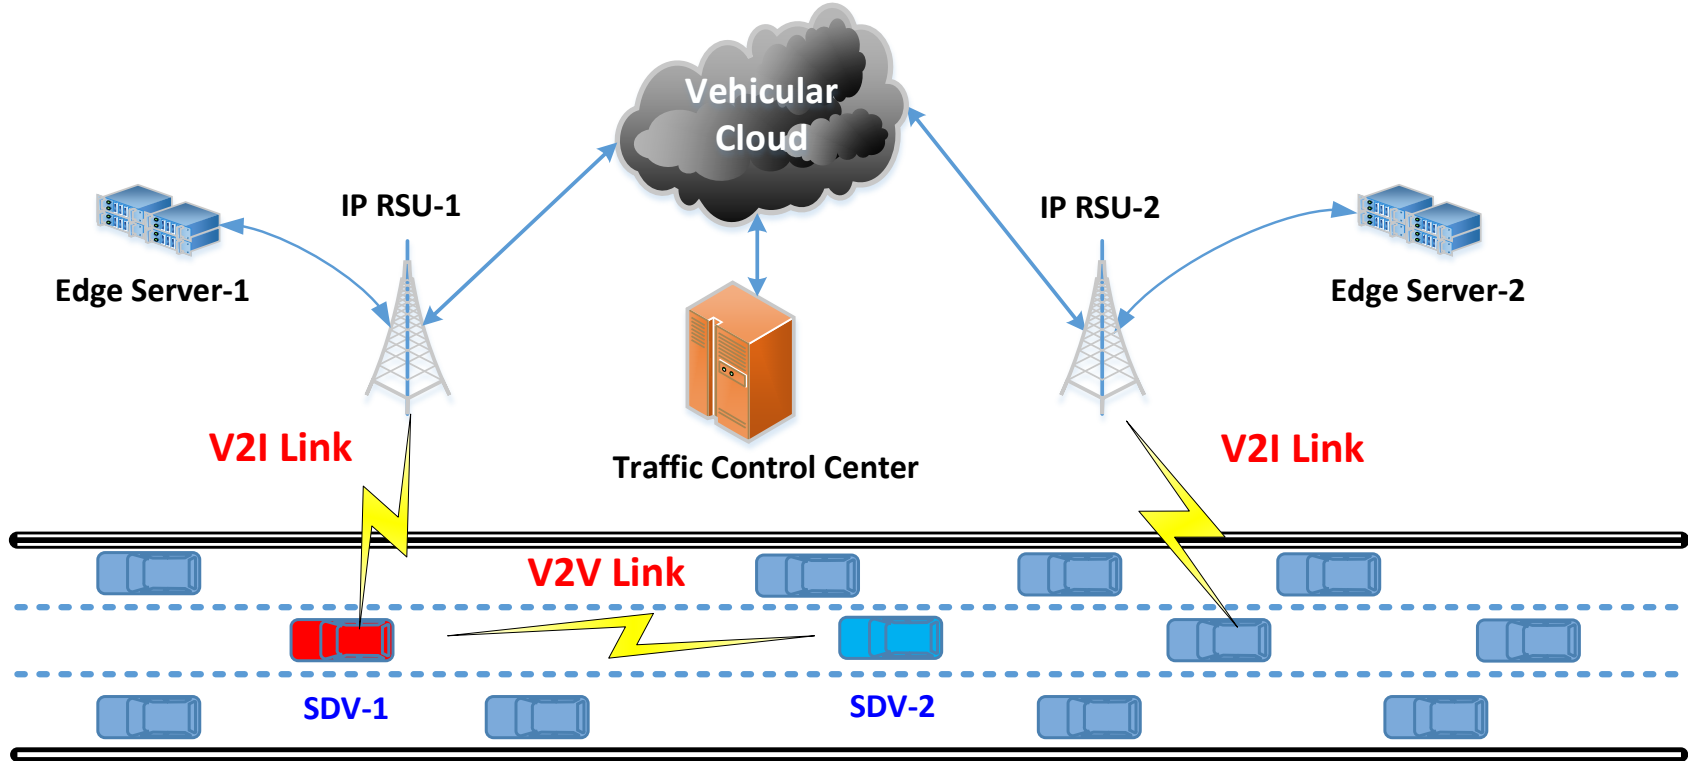 Vehicular
Cloud
IP RSU-1
IP RSU-2
Edge Server-1
Edge Server-2
V2I Link
Traffic Control Center
V2I Link
V2V Link
SDV-1
SDV-2